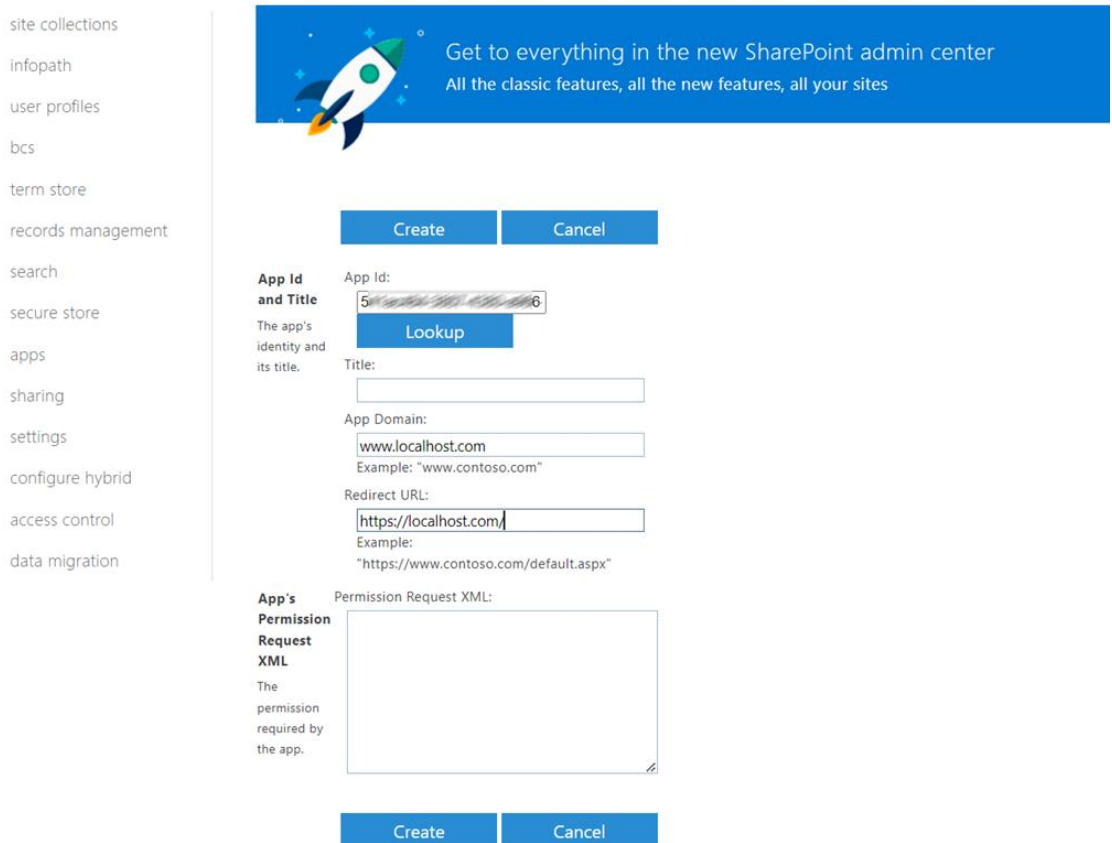 site collections
infopath
user profiles
bcs
term store
records management
search
secure store
apps
sharing
settings
configure hybrid
access control
data migration
Get to everything in the new SharePoint admin center
All the classic features, all the new features, all your sites
Create
Cancel
App Id
and Title
The app's
identity and
its title.
App Id:
5
6
Lookup
Title:
App Domain:
www.localhost.com
Example: "www.contoso.com"
Redirect URL:
https://localhost.com/
Example:
"https://www.contoso.com/default.aspx"
App's
Permission
Request
XML
The
permission
required by
the app.
Permission Request XML:
Create
Cancel